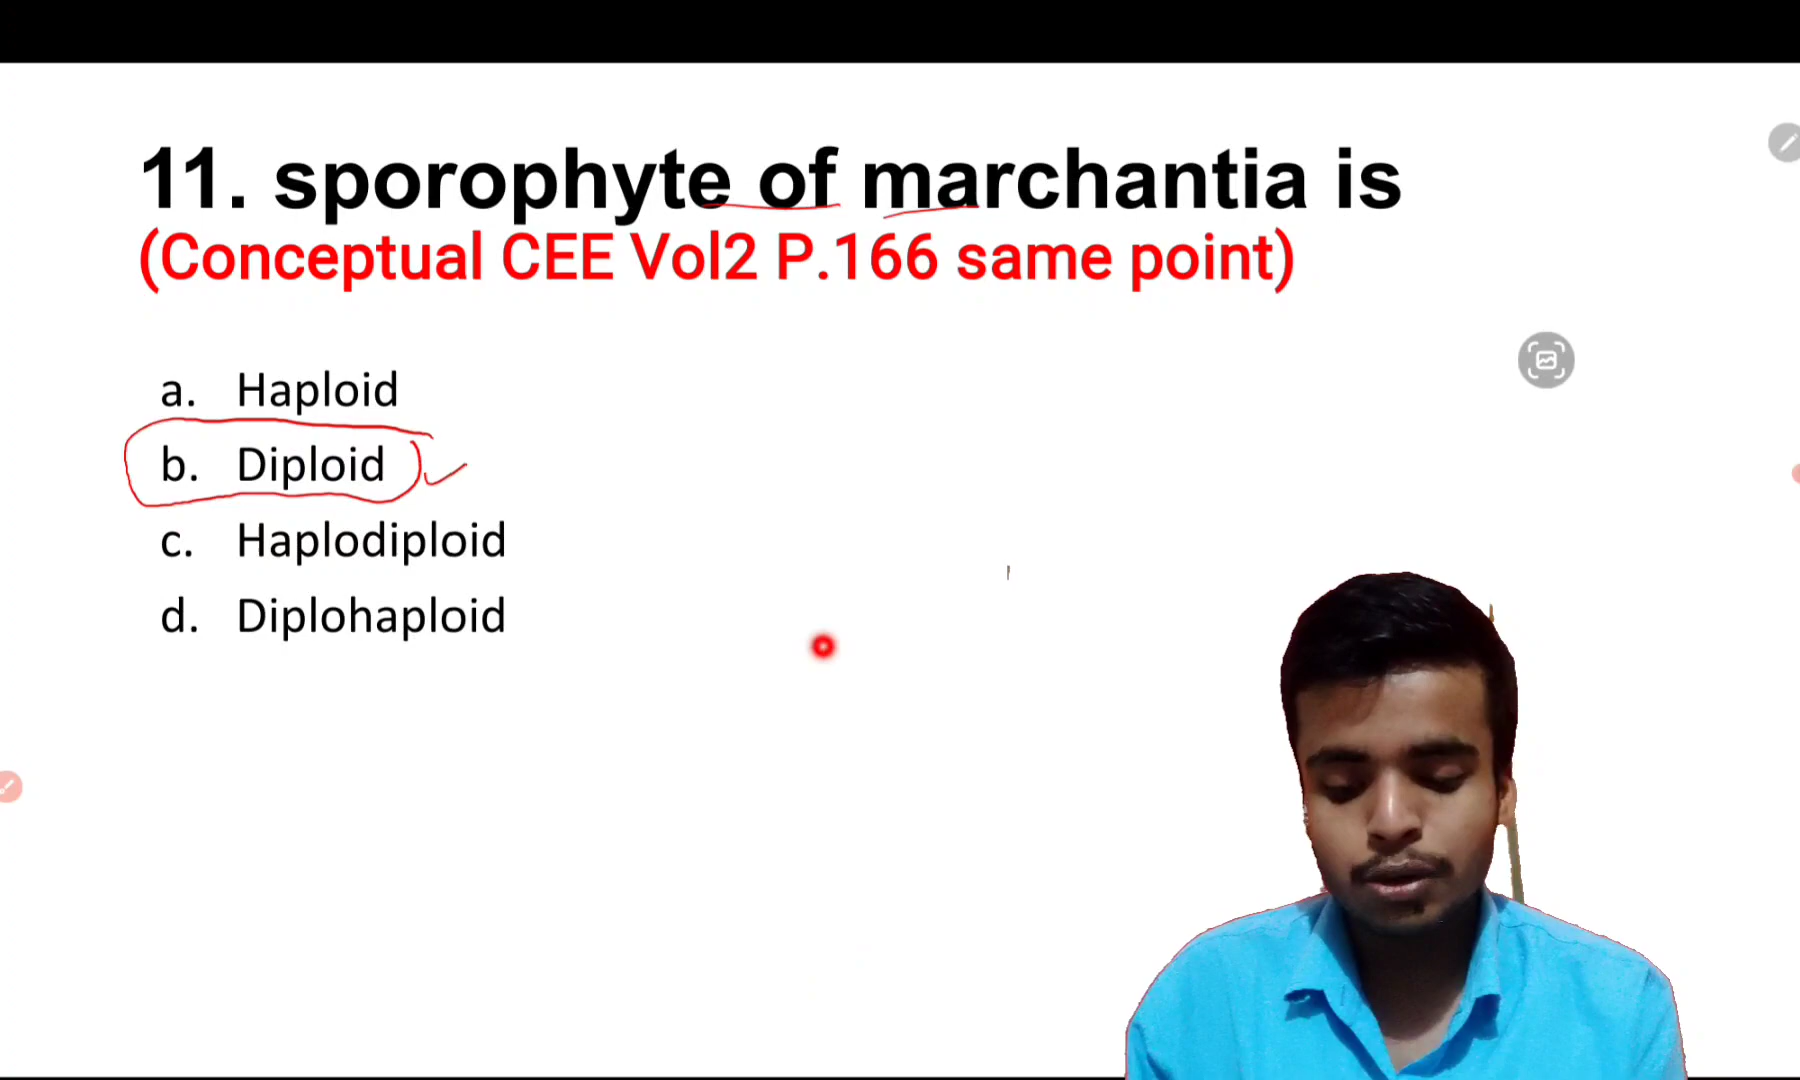 11. sporophyte of marchantia is
(Conceptual CEE Vol2 P.166 same point)
a. Haploid
b. Diploid
c. Haplodiploid
d. Diplohaploid